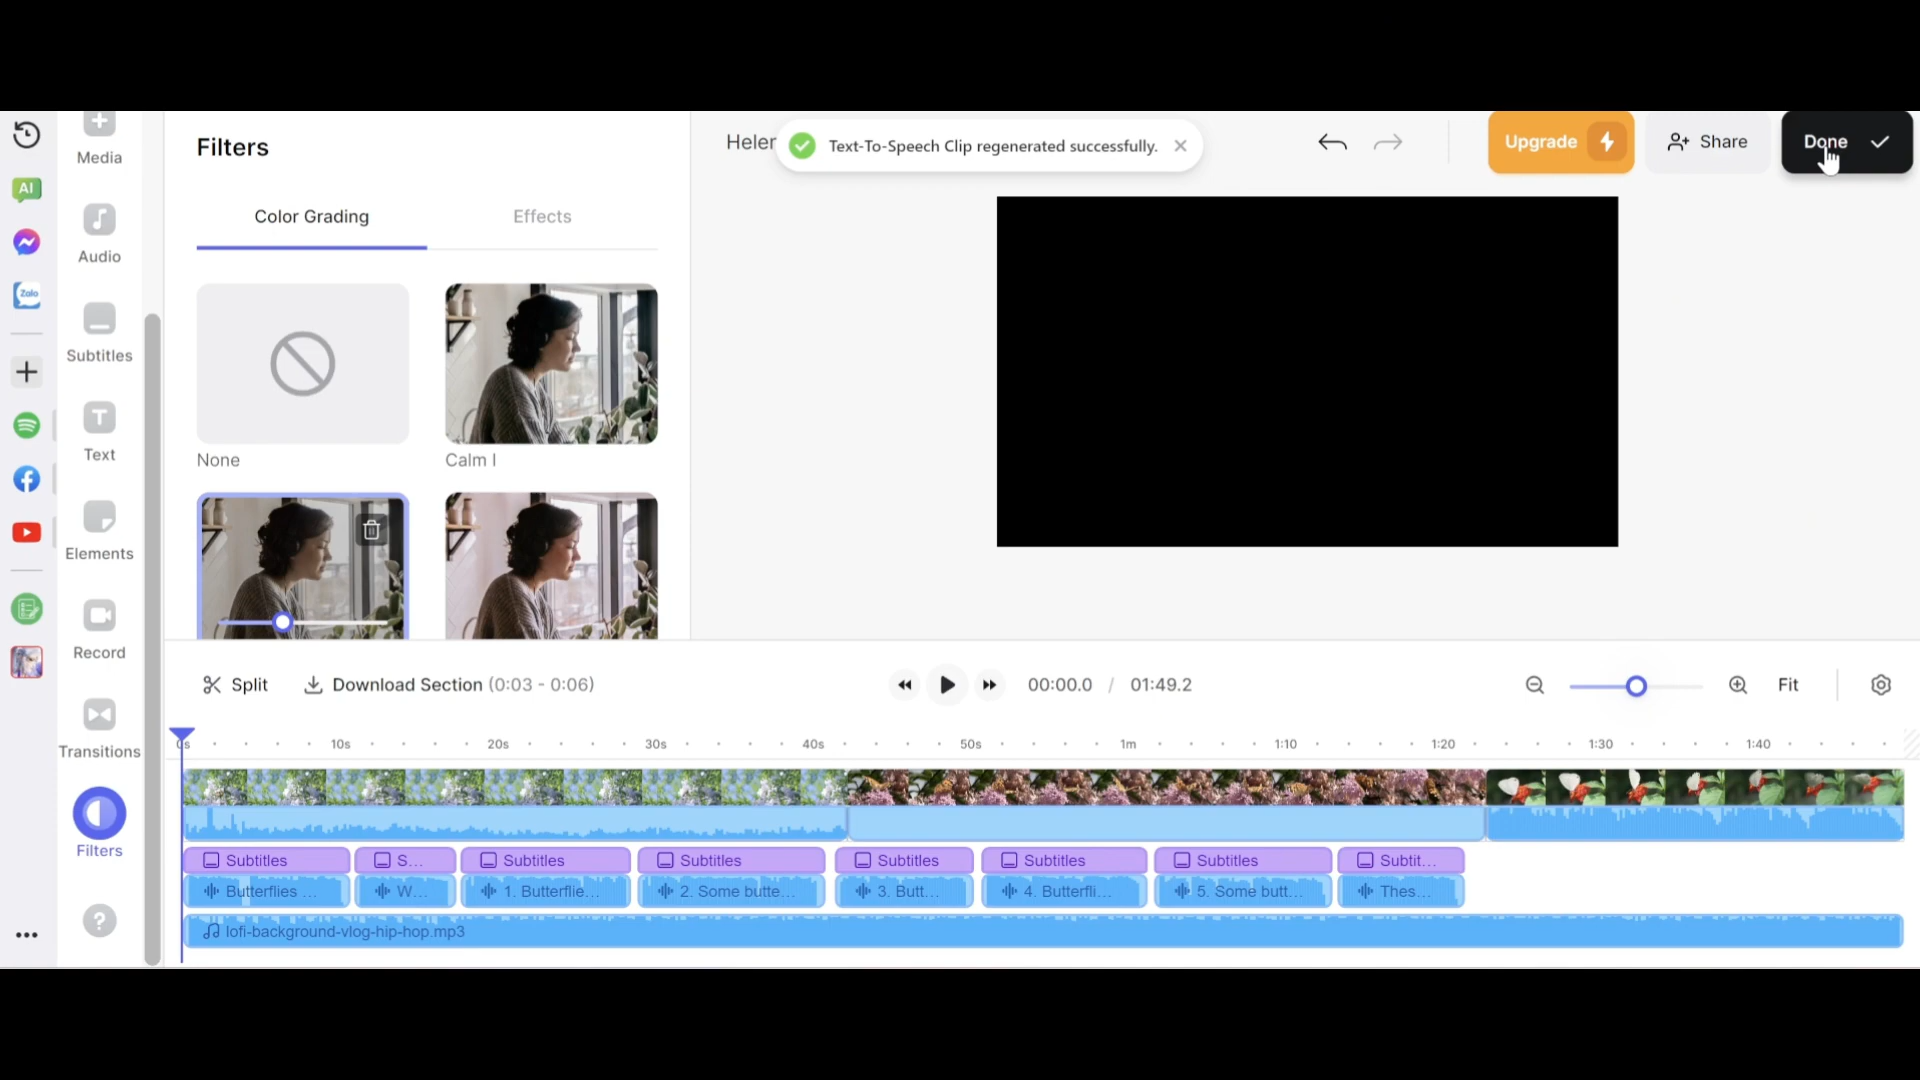 Media
AI
Audio
Zalo
Subtitles
T
Text
Elements
Record
Transitions
Filters
?
Filters
Color Grading
Effects
None
Calm I
Text-To-Speech Clip regenerated successfully.
Upgrade
Share
Done
Split
Download Section (0:03 - 0:06)
00:00.0 / 01:49.2
Fit
10s 20s 30s 40s 50s 1m 1:10 1:20 1:30 1:40
Subtitles S... Subtitles Subtitles Subtitles Subtitles Subtitles Subtit...
Butterflies ... W... 1. Butterflie... 2. Some butte... 3. Butt... 4. Butterfli... 5. Some butt... Thes...
lofi-background-vlog-hip-hop.mp3